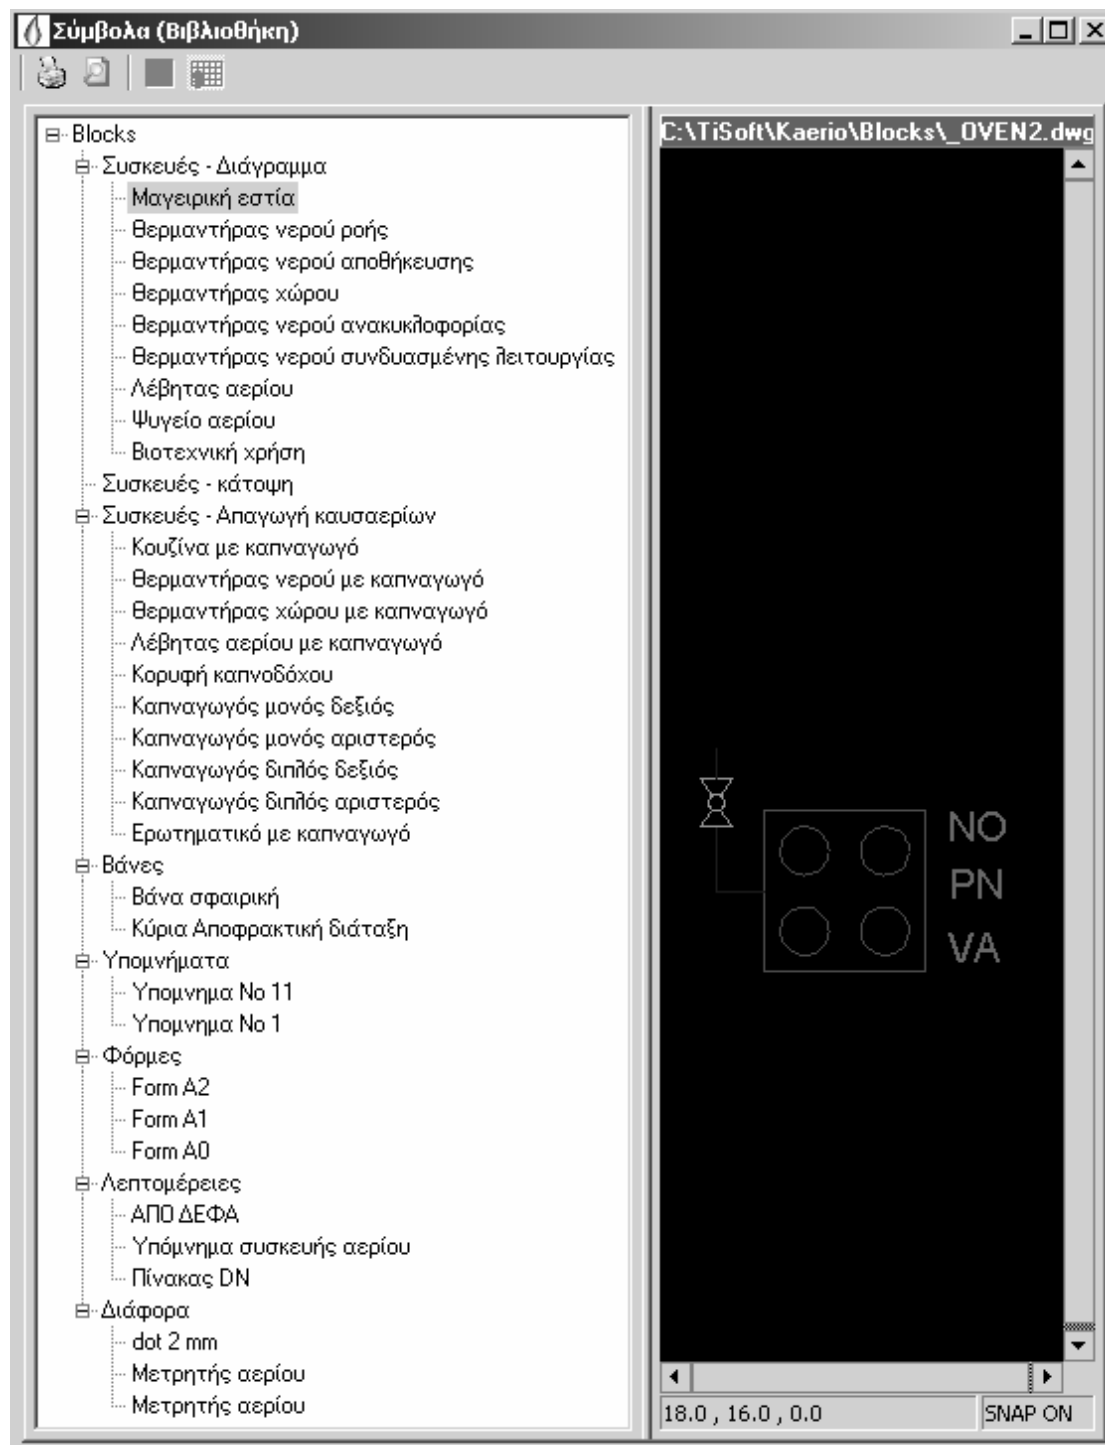 Σύμβολα (Βιβλιοθήκη)
Blocks
Συσκευές - Διάγραμμα
Μαγειρική εστία
Θερμαντήρας νερού ροής
Θερμαντήρας νερού αποθήκευσης
Θερμαντήρας χώρου
Θερμαντήρας νερού ανακυκλοφορίας
Θερμαντήρας νερού συνδυασμένης λειτουργίας
Λέβητας αερίου
Ψυγείο αερίου
Βιοτεχνική χρήση
Συσκευές - κάτοψη
Συσκευές - Απαγωγή καυσαερίων
Κουζίνα με καπναγωγό
Θερμαντήρας νερού με καπναγωγό
Θερμαντήρας χώρου με καπναγωγό
Λέβητας αερίου με καπναγωγό
Κορυφή καπνοδόχου
Καπναγωγός μονός δεξιός
Καπναγωγός μονός αριστερός
Καπναγωγός διπλός δεξιός
Καπναγωγός διπλός αριστερός
Ερωτηματικό με καπναγωγό
Βάνες
Βάνα σφαιρική
Κύρια Αποφρακτική διάταξη
Υπομνήματα
Υπομνημα Νο 11
Υπομνημα Νο 1
Φόρμες
Form A2
Form A1
Form A0
Λεπτομέρειες
ΑΠΟ ΔΕΦΑ
Υπόμνημα συσκευής αερίου
Πίνακας DN
Διάφορα
dot 2 mm
Μετρητής αερίου
Μετρητής αερίου
C:\TiSoft\Kaerio\Blocks\_OVEN2.dwg
NO
PN
VA
18.0 , 16.0 , 0.0
SNAP ON